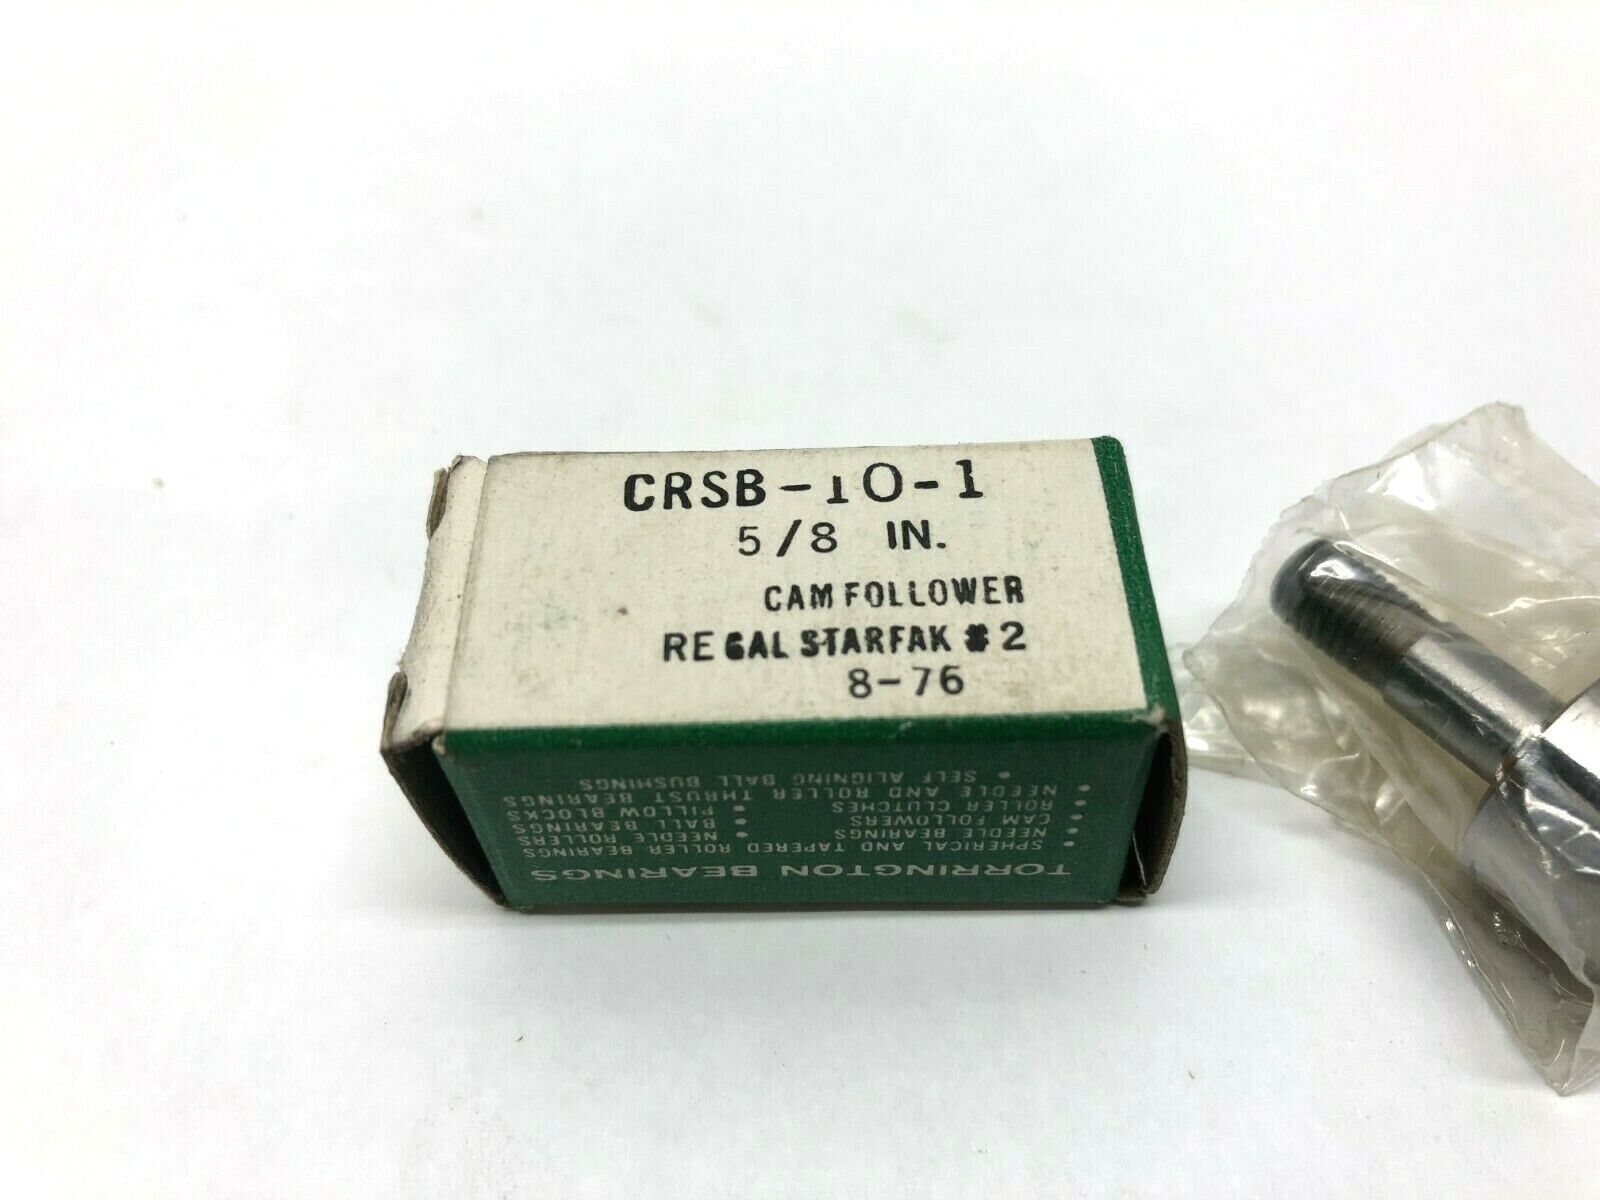 CRSB-10-1
5/8 IN.
CAM FOLLOWER
REGAL STARFAK #2
8-76
TORRINGTON BEARINGS
• SPHERICAL AND TAPERED ROLLER BEARINGS
• NEEDLE BEARINGS • NEEDLE ROLLERS
• CAM FOLLOWERS • BALL BEARINGS
• ROLLER CLUTCHES • PILLOW BLOCKS
• NEEDLE AND ROLLER THRUST BEARINGS
• SELF ALIGNING BALL BUSHINGS